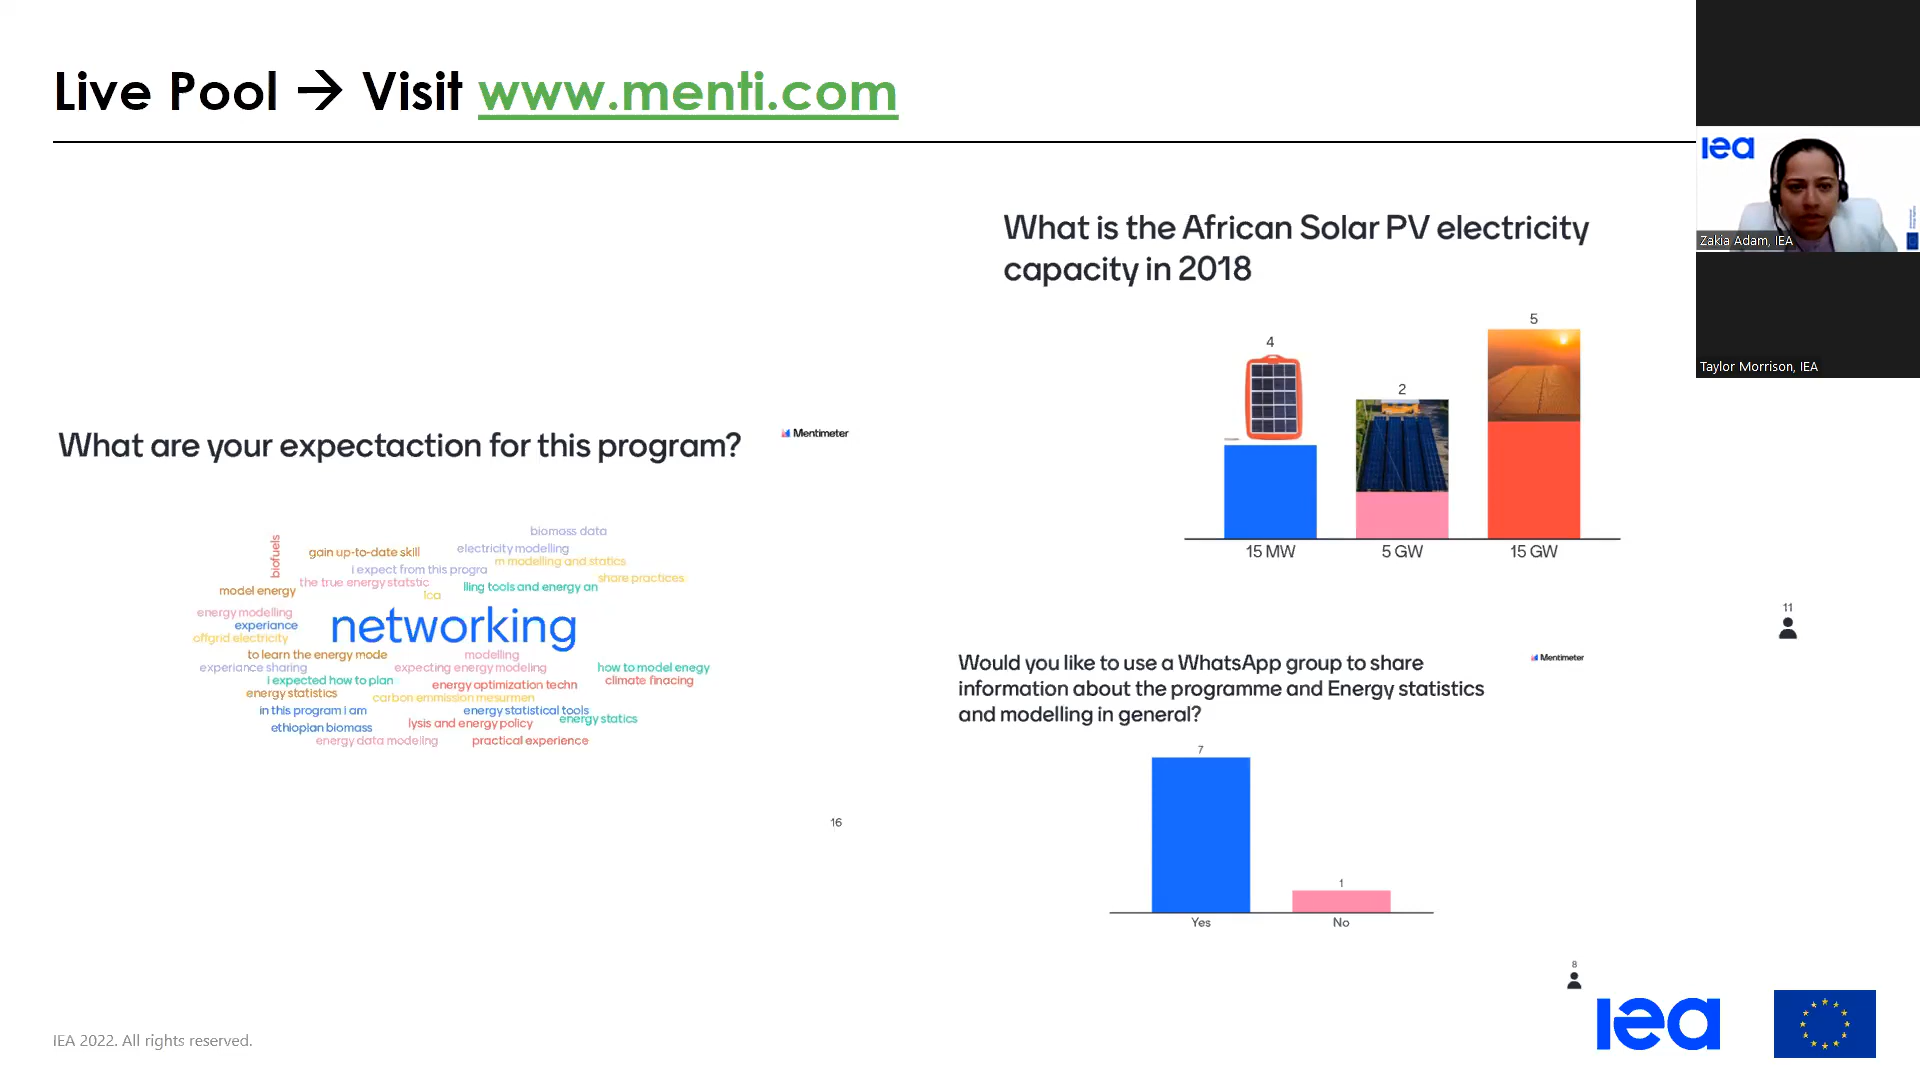 Live Pool → Visit www.menti.com
iea
Zakia Adam, IEA
Taylor Morrison, IEA
What are your expectaction for this program?
Mentimeter
biomass data
biofuels
gain up-to-date skill
electricity modelling
m modelling and statics
i expect from this progra
share practices
the true energy statstic
lling tools and energy an
model energy
lca
energy modelling
networking
experiance
offgrid electricity
to learn the energy mode
modelling
experiance sharing
expecting energy modeling
how to model enegy
i expected how to plan
energy optimization techn
climate finacing
energy statistics
carbon emmission mesurmen
in this program i am
energy statistical tools
ethiopian biomass
lysis and energy policy
energy statics
energy data modeling
practical experience
16
What is the African Solar PV electricity
capacity in 2018
4
2
5
15 MW
5 GW
15 GW
11
Would you like to use a WhatsApp group to share
information about the programme and Energy statistics
and modelling in general?
Mentimeter
7
1
Yes
No
8
IEA 2022. All rights reserved.
iea